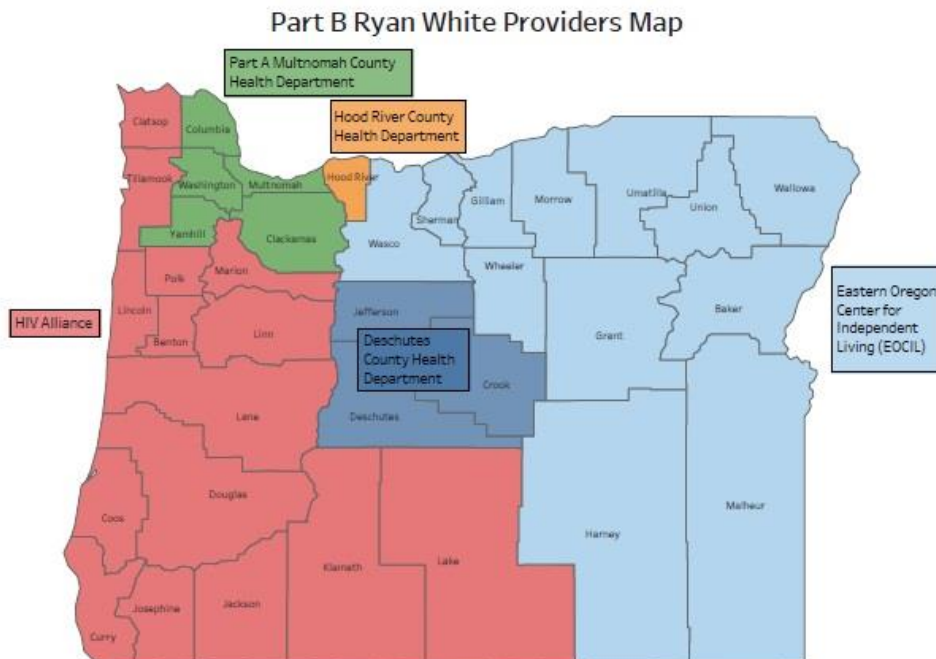 Part B Ryan White Providers Map
Part A Multnomah County
Health Department
Hood River County
Health Department
Clatsop
Columbia
Tillamook
Washington
Multnomah
Hood River
Yamhill
Clackamas
Wasco
Sherman
Gilliam
Morrow
Umatilla
Union
Wallowa
Polk
Marion
Wheeler
Baker
Eastern Oregon
Center for
Independent
Living (EOCIL)
HIV Alliance
Lincoln
Benton
Linn
Jefferson
Grant
Deschutes
County Health
Department
Crook
Lane
Deschutes
Coos
Douglas
Harney
Malheur
Klamath
Lake
Curry
Josephine
Jackson